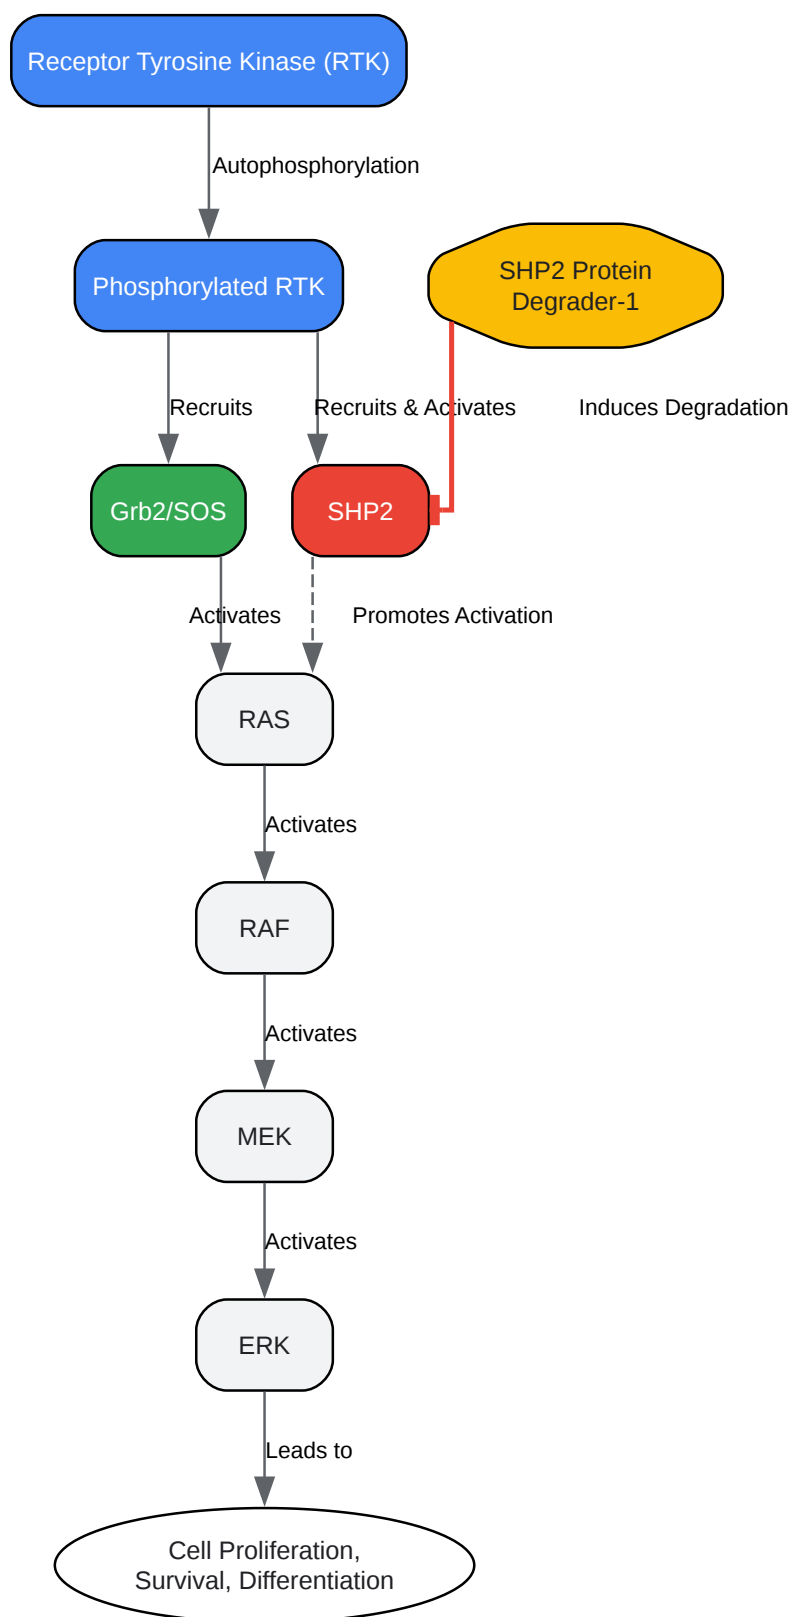 Receptor Tyrosine Kinase (RTK)
Autophosphorylation
Phosphorylated RTK
SHP2 Protein
Degrader-1
Recruits
Recruits & Activates
Induces Degradation
Grb2/SOS
SHP2
Activates
Promotes Activation
RAS
Activates
RAF
Activates
MEK
Activates
ERK
Leads to
Cell Proliferation,
Survival, Differentiation